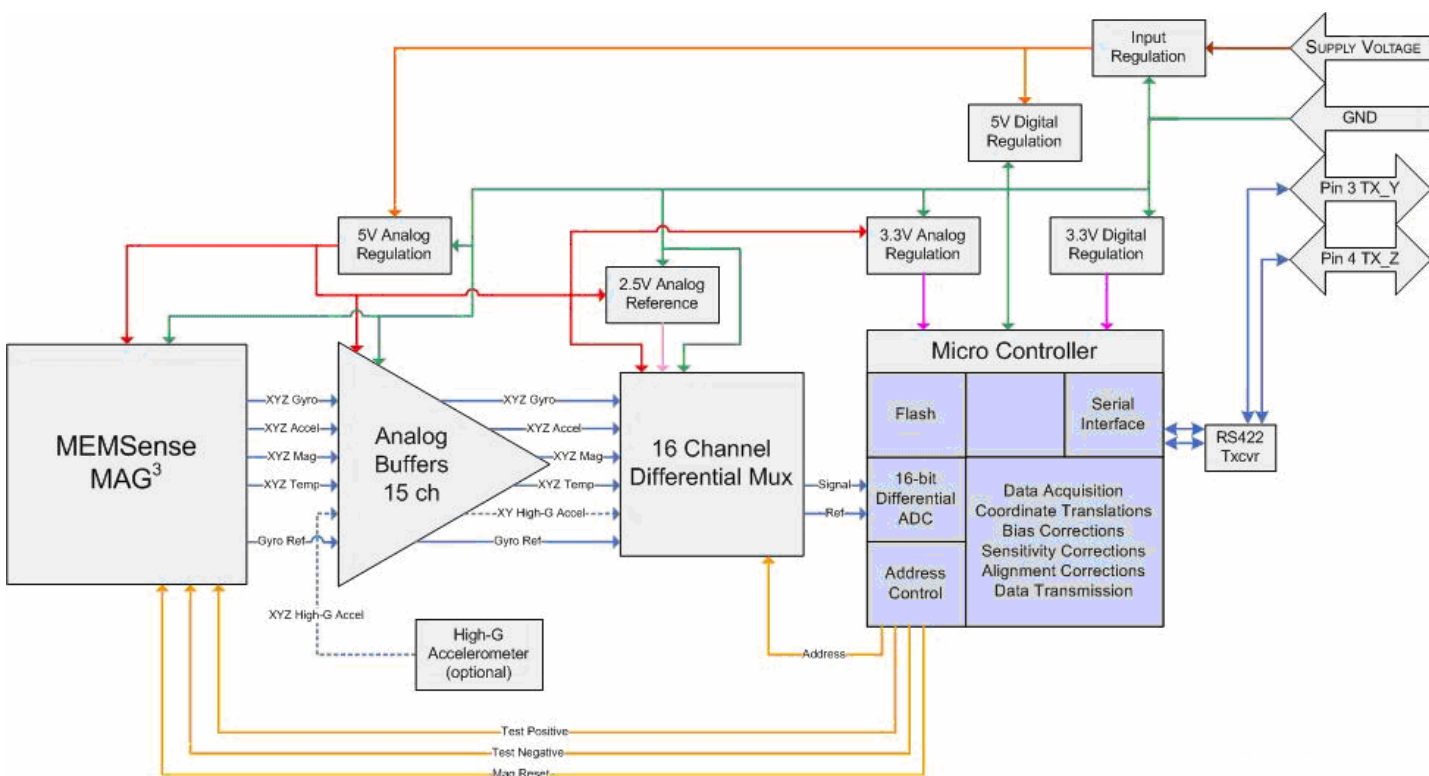 Input
Regulation
SUPPLY VOLTAGE
GND
5V Digital
Regulation
Pin 3 TX_Y
Pin 4 TX_Z
5V Analog
Regulation
3.3V Analog
Regulation
3.3V Digital
Regulation
2.5V Analog
Reference
MEMSense
MAG³
XYZ Gyro
XYZ Accel
XYZ Mag
XYZ Temp
Gyro Ref
Analog
Buffers
15 ch
XYZ Gyro
XYZ Accel
XYZ Mag
XYZ Temp
XY High-G Accel
Gyro Ref
16 Channel
Differential Mux
Signal
Ref
Micro Controller
Flash
Serial
Interface
16-bit
Differential
ADC
Address
Control
Data Acquisition
Coordinate Translations
Bias Corrections
Sensitivity Corrections
Alignment Corrections
Data Transmission
RS422
Txcvr
XYZ High-G Accel
High-G
Accelerometer
(optional)
Address
Test Positive
Test Negative
Mag Reset